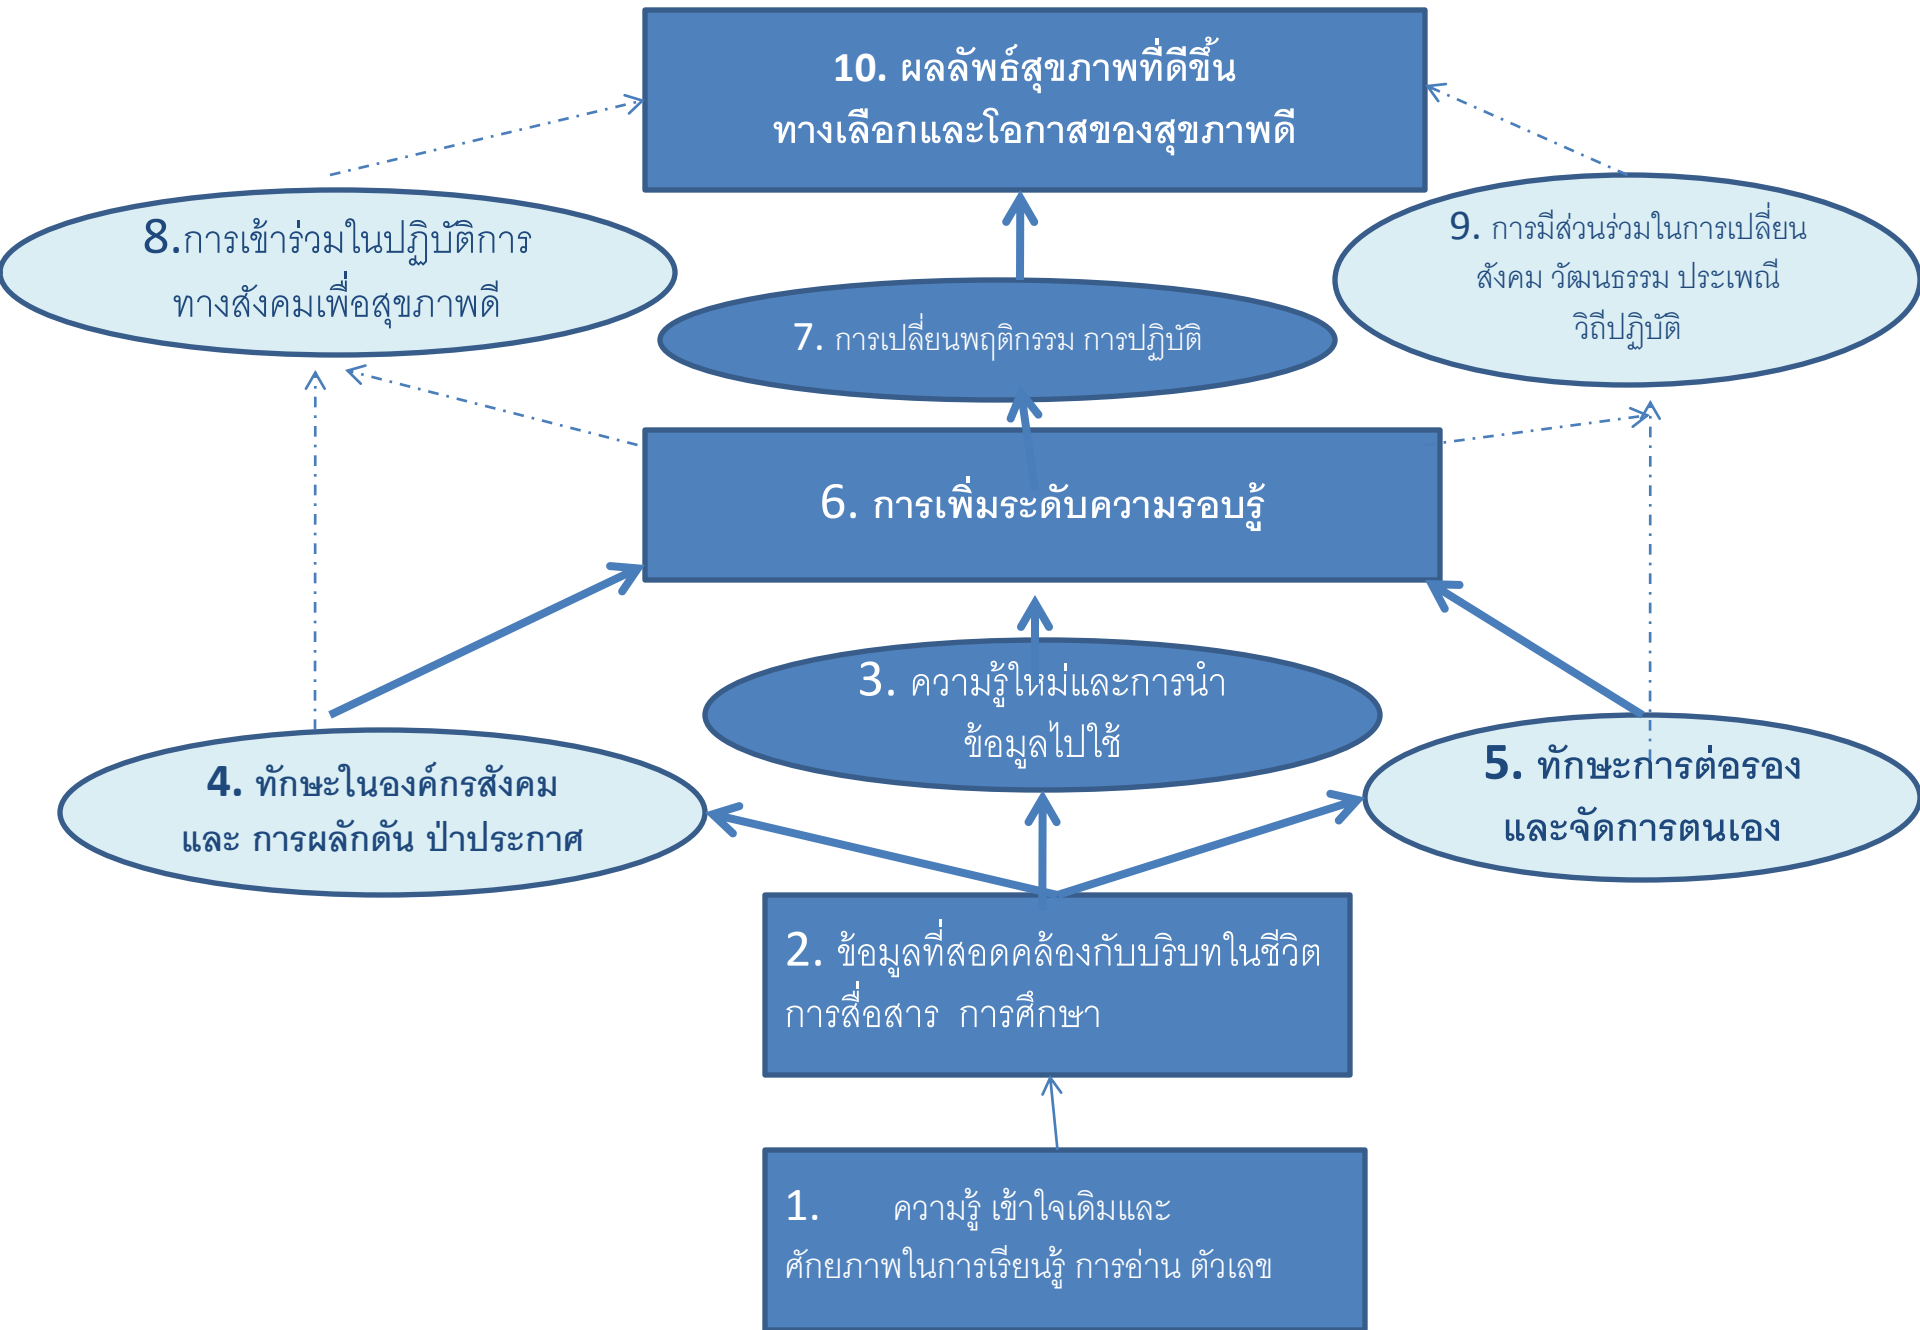 10. ผลลัพธ์สุขภาพที่ดีขึ้น
ทางเลือกและโอกาสของสุขภาพดี
8.การเข้าร่วมในปฏิบัติการ
ทางสังคมเพื่อสุขภาพดี
9. การมีส่วนร่วมในการเปลี่ยน
สังคม วัฒนธรรม ประเพณี
วิถีปฏิบัติ
7. การเปลี่ยนพฤติกรรม การปฏิบัติ
6. การเพิ่มระดับความรอบรู้
3. ความรู้ใหม่และการนำ
ข้อมูลไปใช้
4. ทักษะในองค์กรสังคม
และ การผลักดัน ป่าประกาศ
5. ทักษะการต่อรอง
และจัดการตนเอง
2. ข้อมูลที่สอดคล้องกับบริบทในชีวิต
การสื่อสาร การศึกษา
1. ความรู้ เข้าใจเดิมและ
ศักยภาพในการเรียนรู้ การอ่าน ตัวเลข